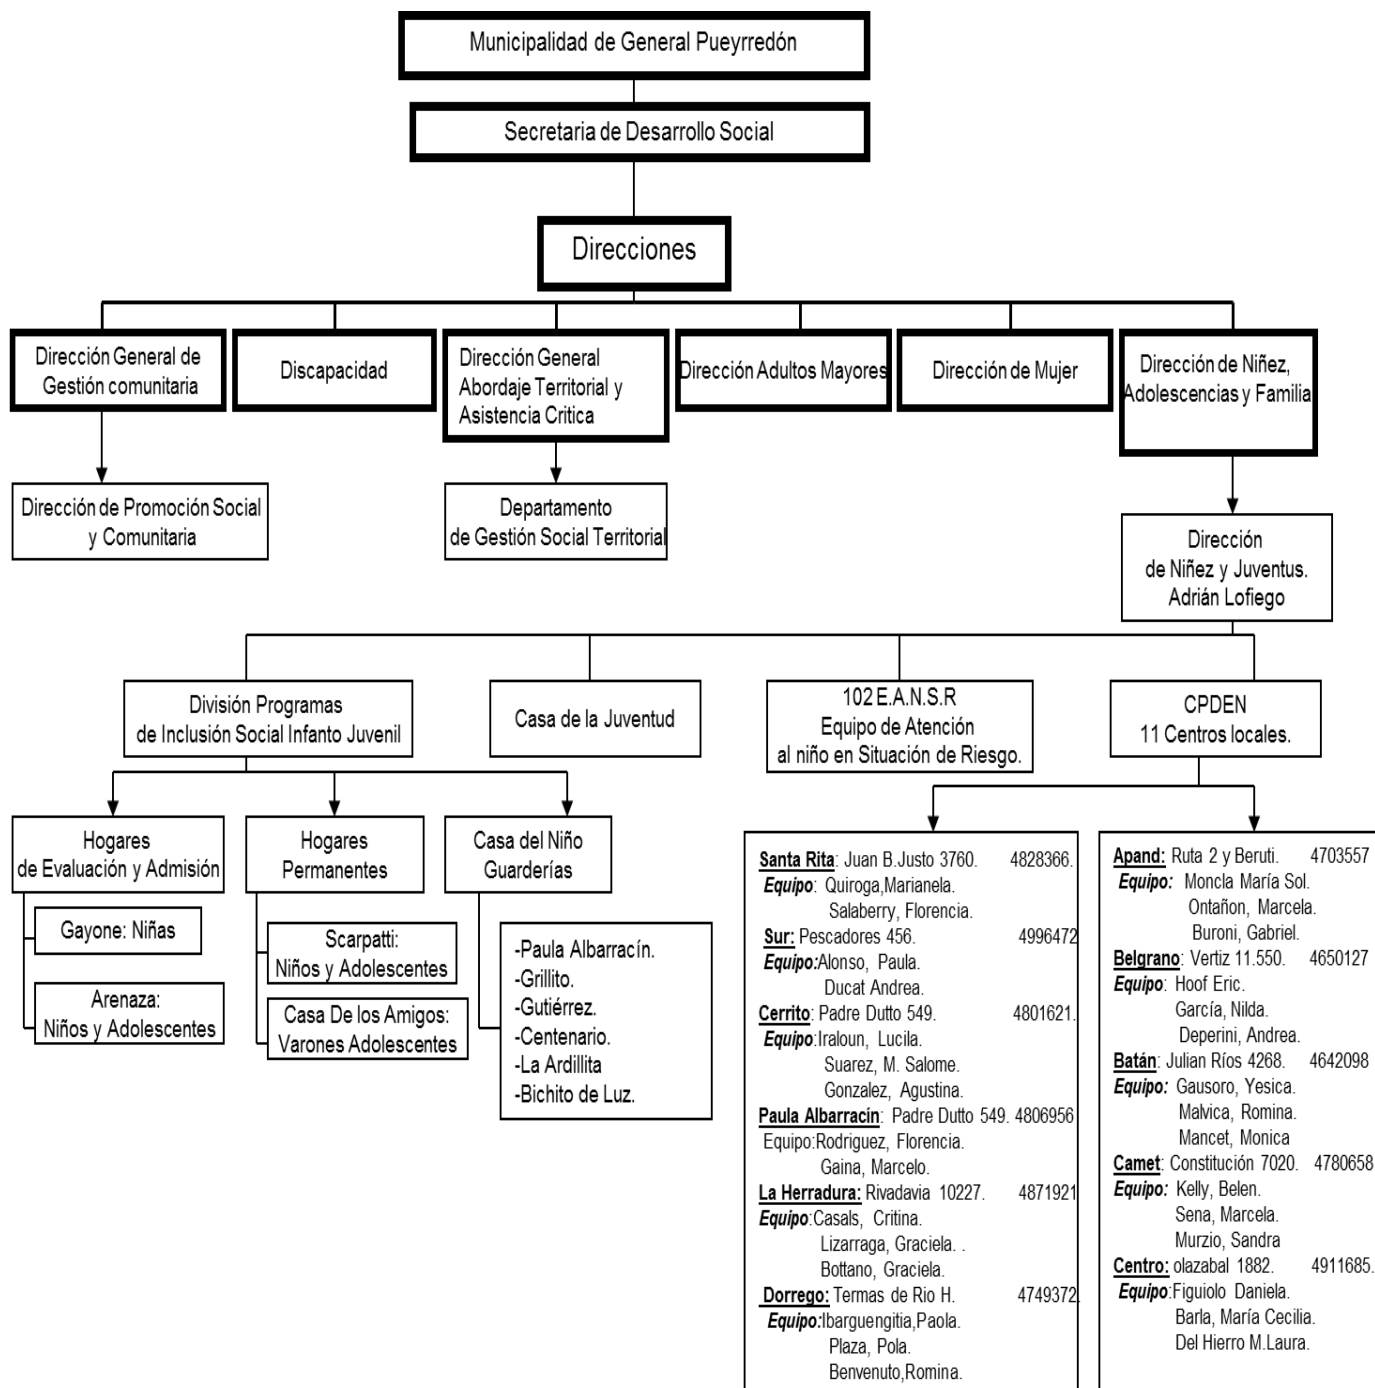 Municipalidad de General Pueyrredón
Secretaria de Desarrollo Social
Direcciones
Dirección General de
Gestión comunitaria
Discapacidad
Dirección General
Abordaje Territorial y
Asistencia Critica
Dirección Adultos Mayores
Dirección de Mujer
Dirección de Niñez,
Adolescencias y Familia
Dirección de Promoción Social
y Comunitaria
Departamento
de Gestión Social Territorial
Dirección
de Niñez y Juventus.
Adrián Lofiego
División Programas
de Inclusión Social Infanto Juvenil
Casa de la Juventud
102 E.A.N.S.R
Equipo de Atención
al niño en Situación de Riesgo.
CPDEN
11 Centros locales.
Hogares
de Evaluación y Admisión
Hogares
Permanentes
Casa del Niño
Guarderías
Gayone: Niñas
Arenaza:
Niños y Adolescentes
Scarpatti:
Niños y Adolescentes
Casa De los Amigos:
Varones Adolescentes
-Paula Albarracín.
-Grillito.
-Gutiérrez.
-Centenario.
-La Ardillita
-Bichito de Luz.
Santa Rita: Juan B.Justo 3760. 4828366.
Equipo: Quiroga,Marianela.
Salaberry, Florencia.
Sur: Pescadores 456. 4996472
Equipo:Alonso, Paula.
Ducat Andrea.
Cerrito: Padre Dutto 549. 4801621.
Equipo:Iraloun, Lucila.
Suarez, M. Salome.
Gonzalez, Agustina.
Paula Albarracín: Padre Dutto 549. 4806956
Equipo:Rodriguez, Florencia.
Gaina, Marcelo.
La Herradura: Rivadavia 10227. 4871921
Equipo:Casals, Critina.
Lizarraga, Graciela. .
Bottano, Graciela.
Dorrego: Termas de Rio H. 4749372.
Equipo:Ibarguengitia,Paola.
Plaza, Pola.
Benvenuto,Romina.
Apand: Ruta 2 y Beruti. 4703557
Equipo: Moncla María Sol.
Ontañon, Marcela.
Buroni, Gabriel.
Belgrano: Vertiz 11.550. 4650127
Equipo: Hoof Eric.
García, Nilda.
Deperini, Andrea.
Batán: Julian Ríos 4268. 4642098
Equipo: Gausoro, Yesica.
Malvica, Romina.
Mancet, Monica
Camet: Constitución 7020. 4780658
Equipo: Kelly, Belen.
Sena, Marcela.
Murzio, Sandra
Centro: olazabal 1882. 4911685.
Equipo:Figuiolo Daniela.
Barla, María Cecilia.
Del Hierro M.Laura.